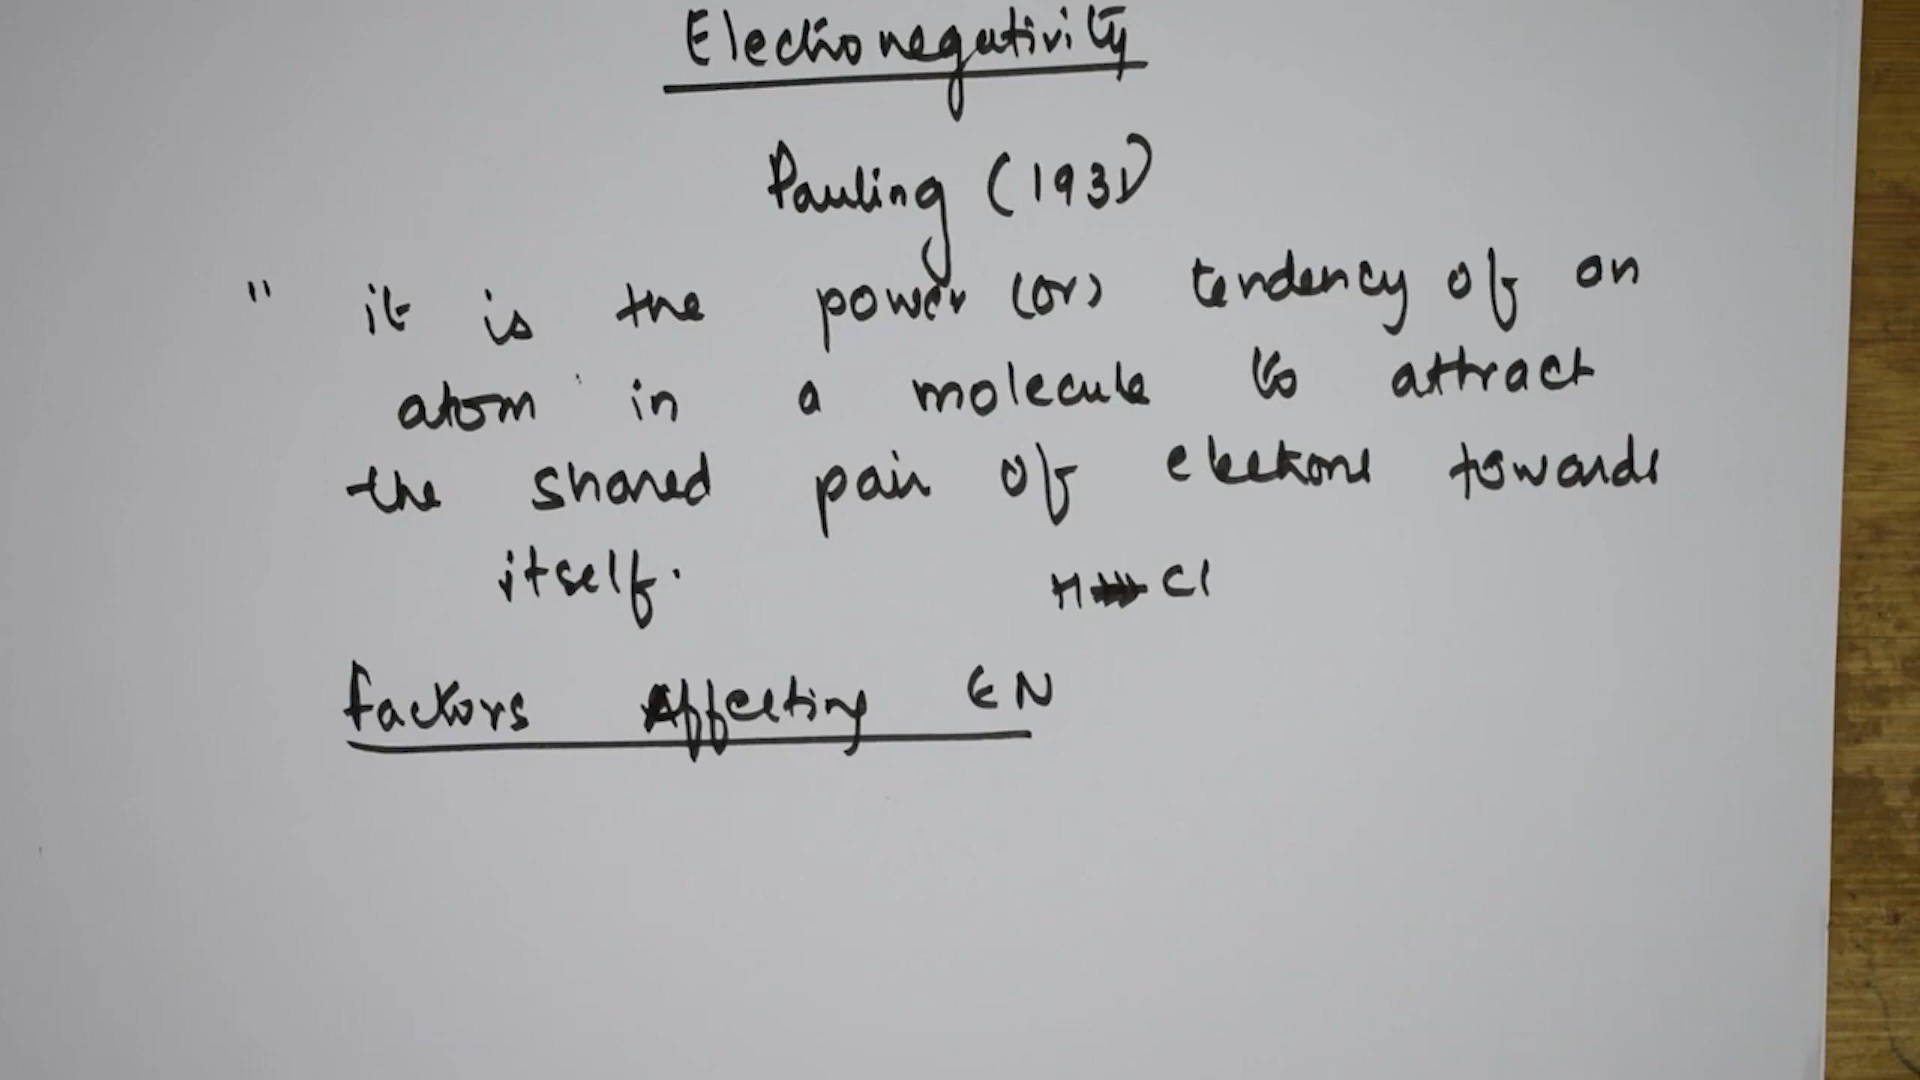 Electronegativity
Pauling (1931)
" it is the power (or) tendency of an
atom in a molecule to attract
the shared pair of electrons towards
itself.
H Cl
factors Affecting EN